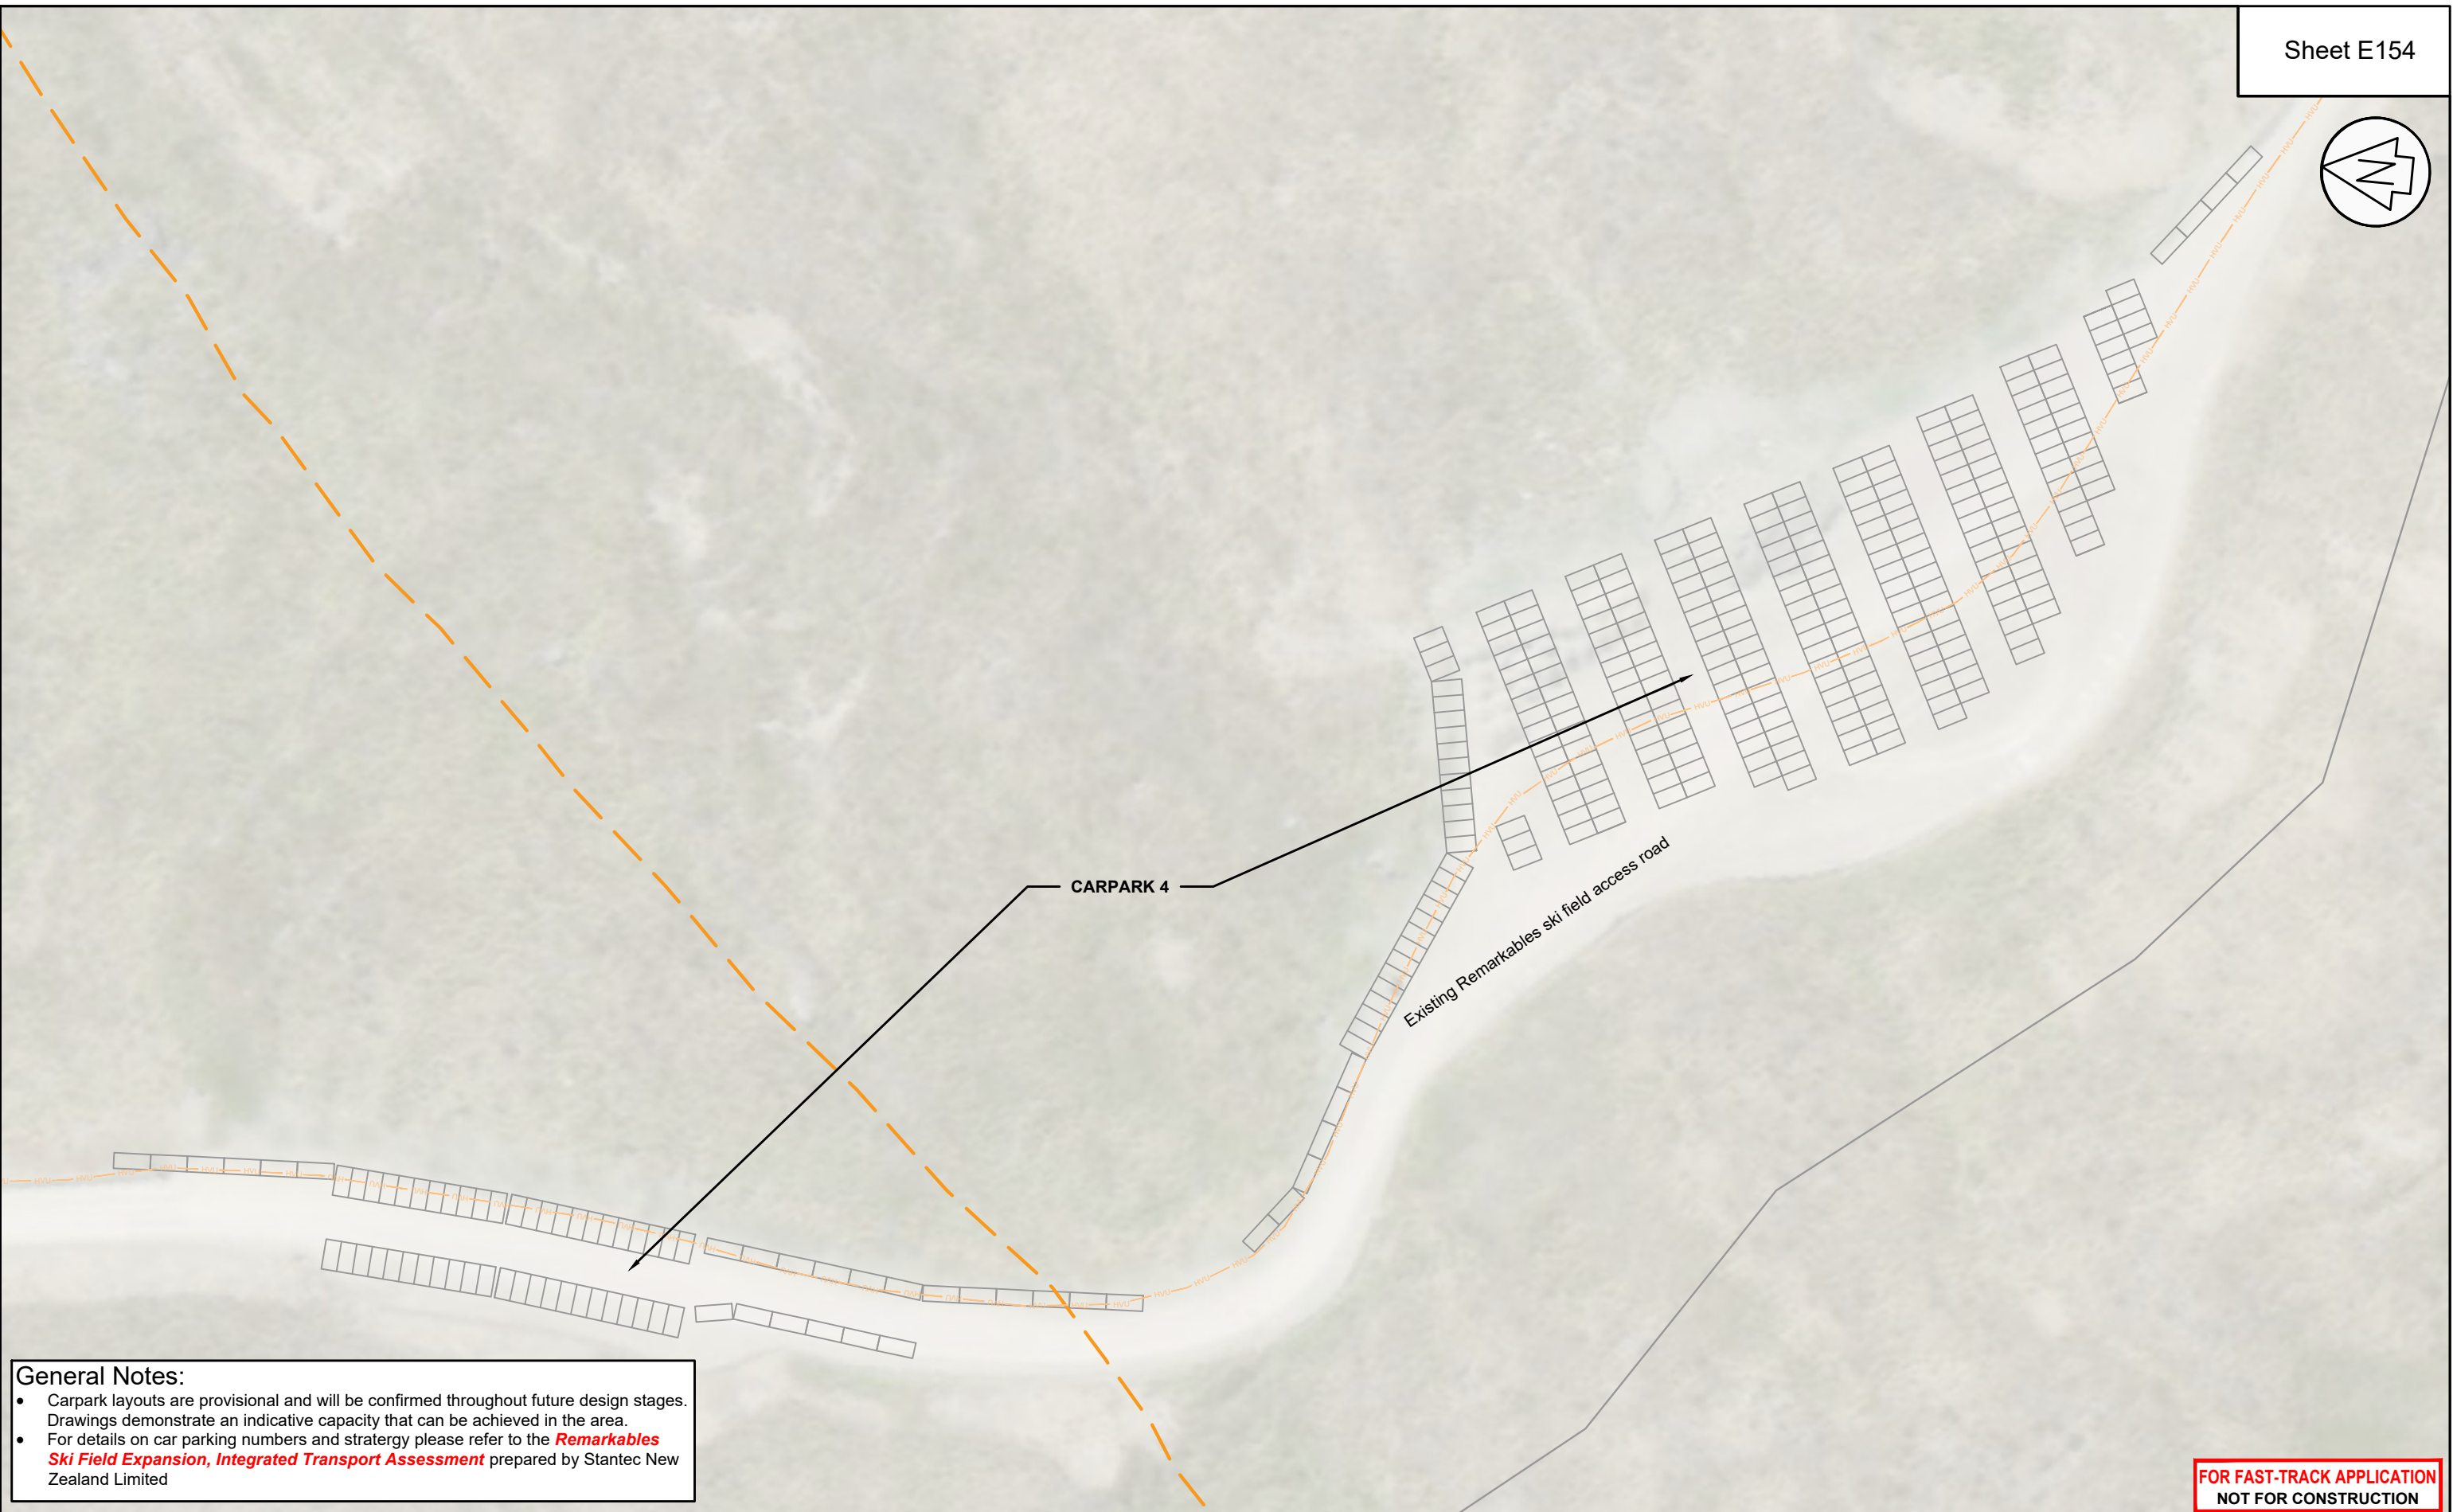 Sheet E154
N
CARPARK 4
Existing Remarkables ski field access road
General Notes:
• Carpark layouts are provisional and will be confirmed throughout future design stages.
Drawings demonstrate an indicative capacity that can be achieved in the area.
• For details on car parking numbers and stratergy please refer to the Remarkables
Ski Field Expansion, Integrated Transport Assessment prepared by Stantec New
Zealand Limited
FOR FAST-TRACK APPLICATION
NOT FOR CONSTRUCTION
HVU